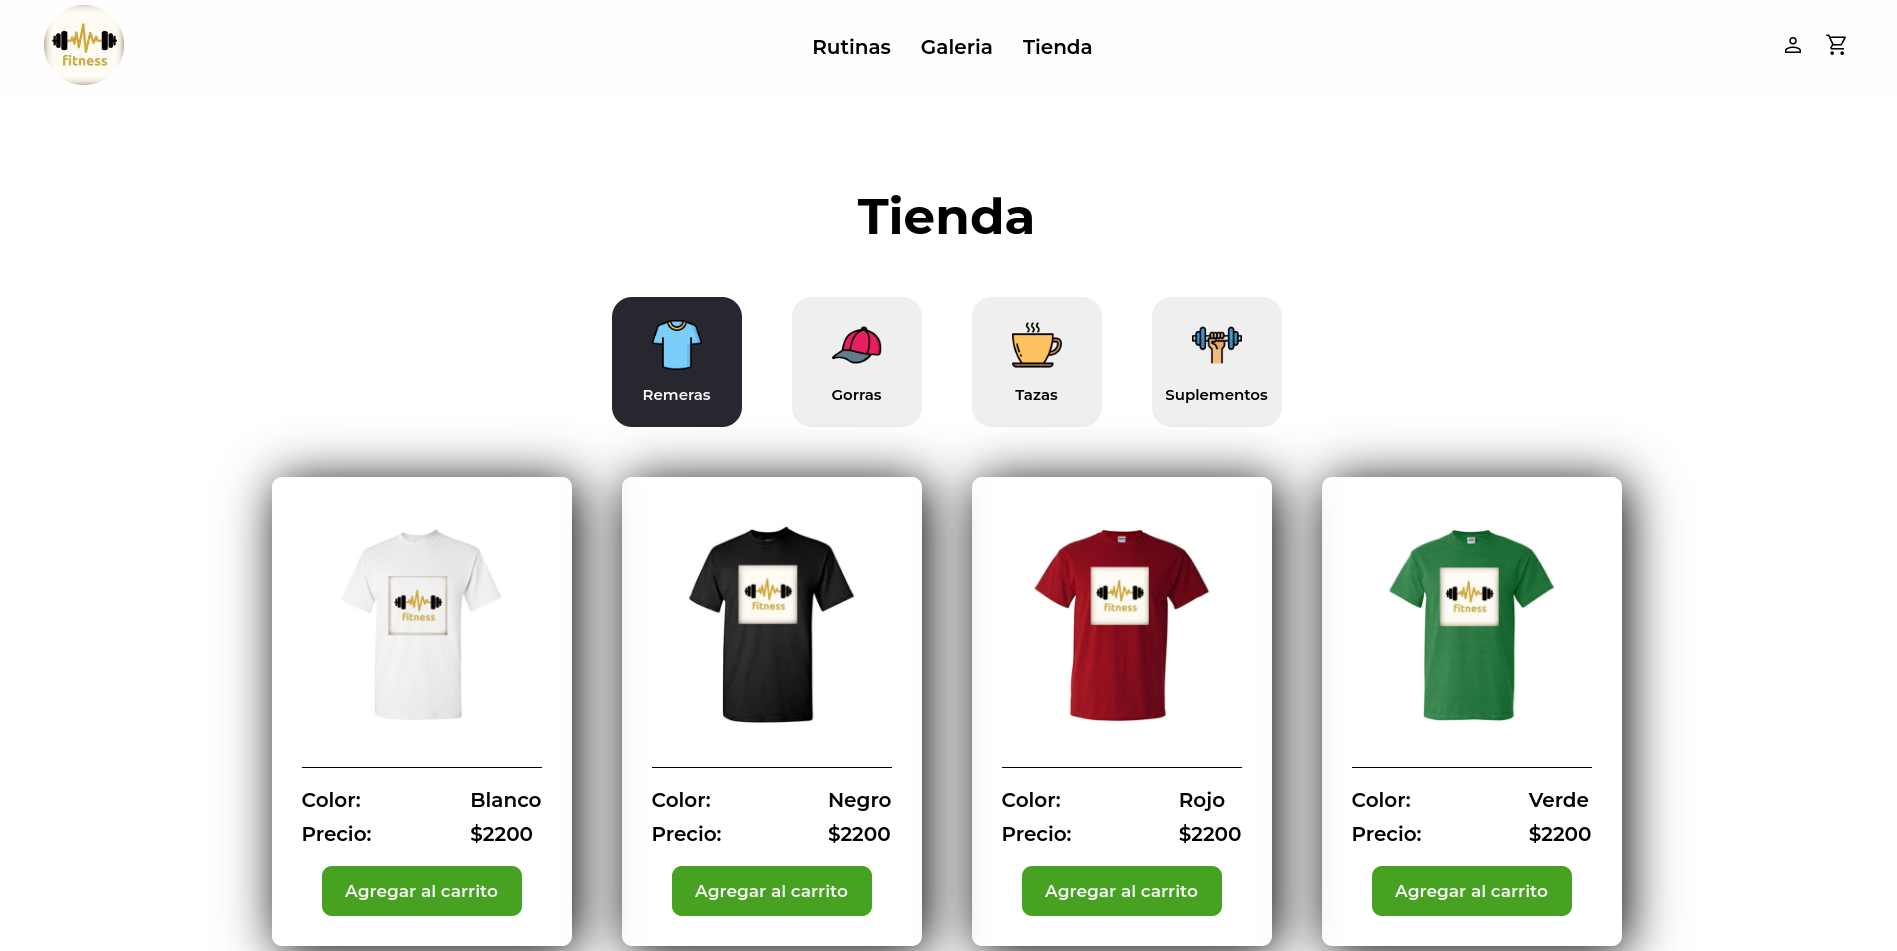 fitness
Rutinas Galeria Tienda
Tienda
Remeras Gorras Tazas Suplementos
fitness fitness fitness fitness
Color: Blanco
Precio: $2200
Agregar al carrito
Color: Negro
Precio: $2200
Agregar al carrito
Color: Rojo
Precio: $2200
Agregar al carrito
Color: Verde
Precio: $2200
Agregar al carrito